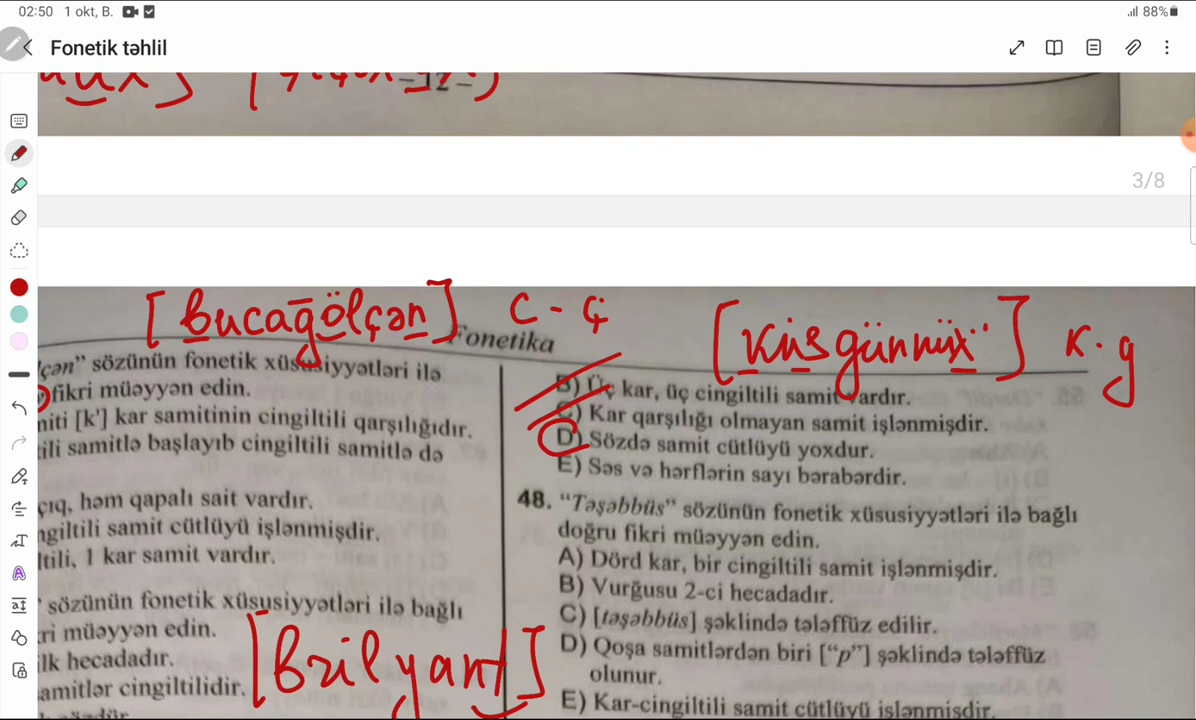 02:50 1 okt, B. 88%
Fonetik təhlil
– 12 –
3/8
[bucağölçən] c - ç
[küsgünnüx''] k · g
Fonetika
lçən” sözünün fonetik xüsusiyyətləri ilə
fikri müəyyən edin.
miti [k'] kar samitinin cingiltili qarşılığıdır.
tili samitlə başlayıb cingiltili samitlə də
çıq, həm qapalı sait vardır.
ngiltili samit cütlüyü işlənmişdir.
ltili, 1 kar samit vardır.
” sözünün fonetik xüsusiyyətləri ilə bağlı
ri müəyyən edin.
ilk hecadadır.
amitlər cingiltilidir.
[brilyant]
B) Üç kar, üç cingiltili samit vardır.
C) Kar qarşılığı olmayan samit işlənmişdir.
D) Sözdə samit cütlüyü yoxdur.
E) Səs və hərflərin sayı bərabərdir.
48. “Təşəbbüs” sözünün fonetik xüsusiyyətləri ilə bağlı
doğru fikri müəyyən edin.
A) Dörd kar, bir cingiltili samit işlənmişdir.
B) Vurğusu 2-ci hecadadır.
C) [təşəbbüs] şəklində tələffüz edilir.
D) Qoşa samitlərdən biri [“p”] şəklində tələffüz
olunur.
E) Kar-cingiltili samit cütlüyü işlənmişdir.